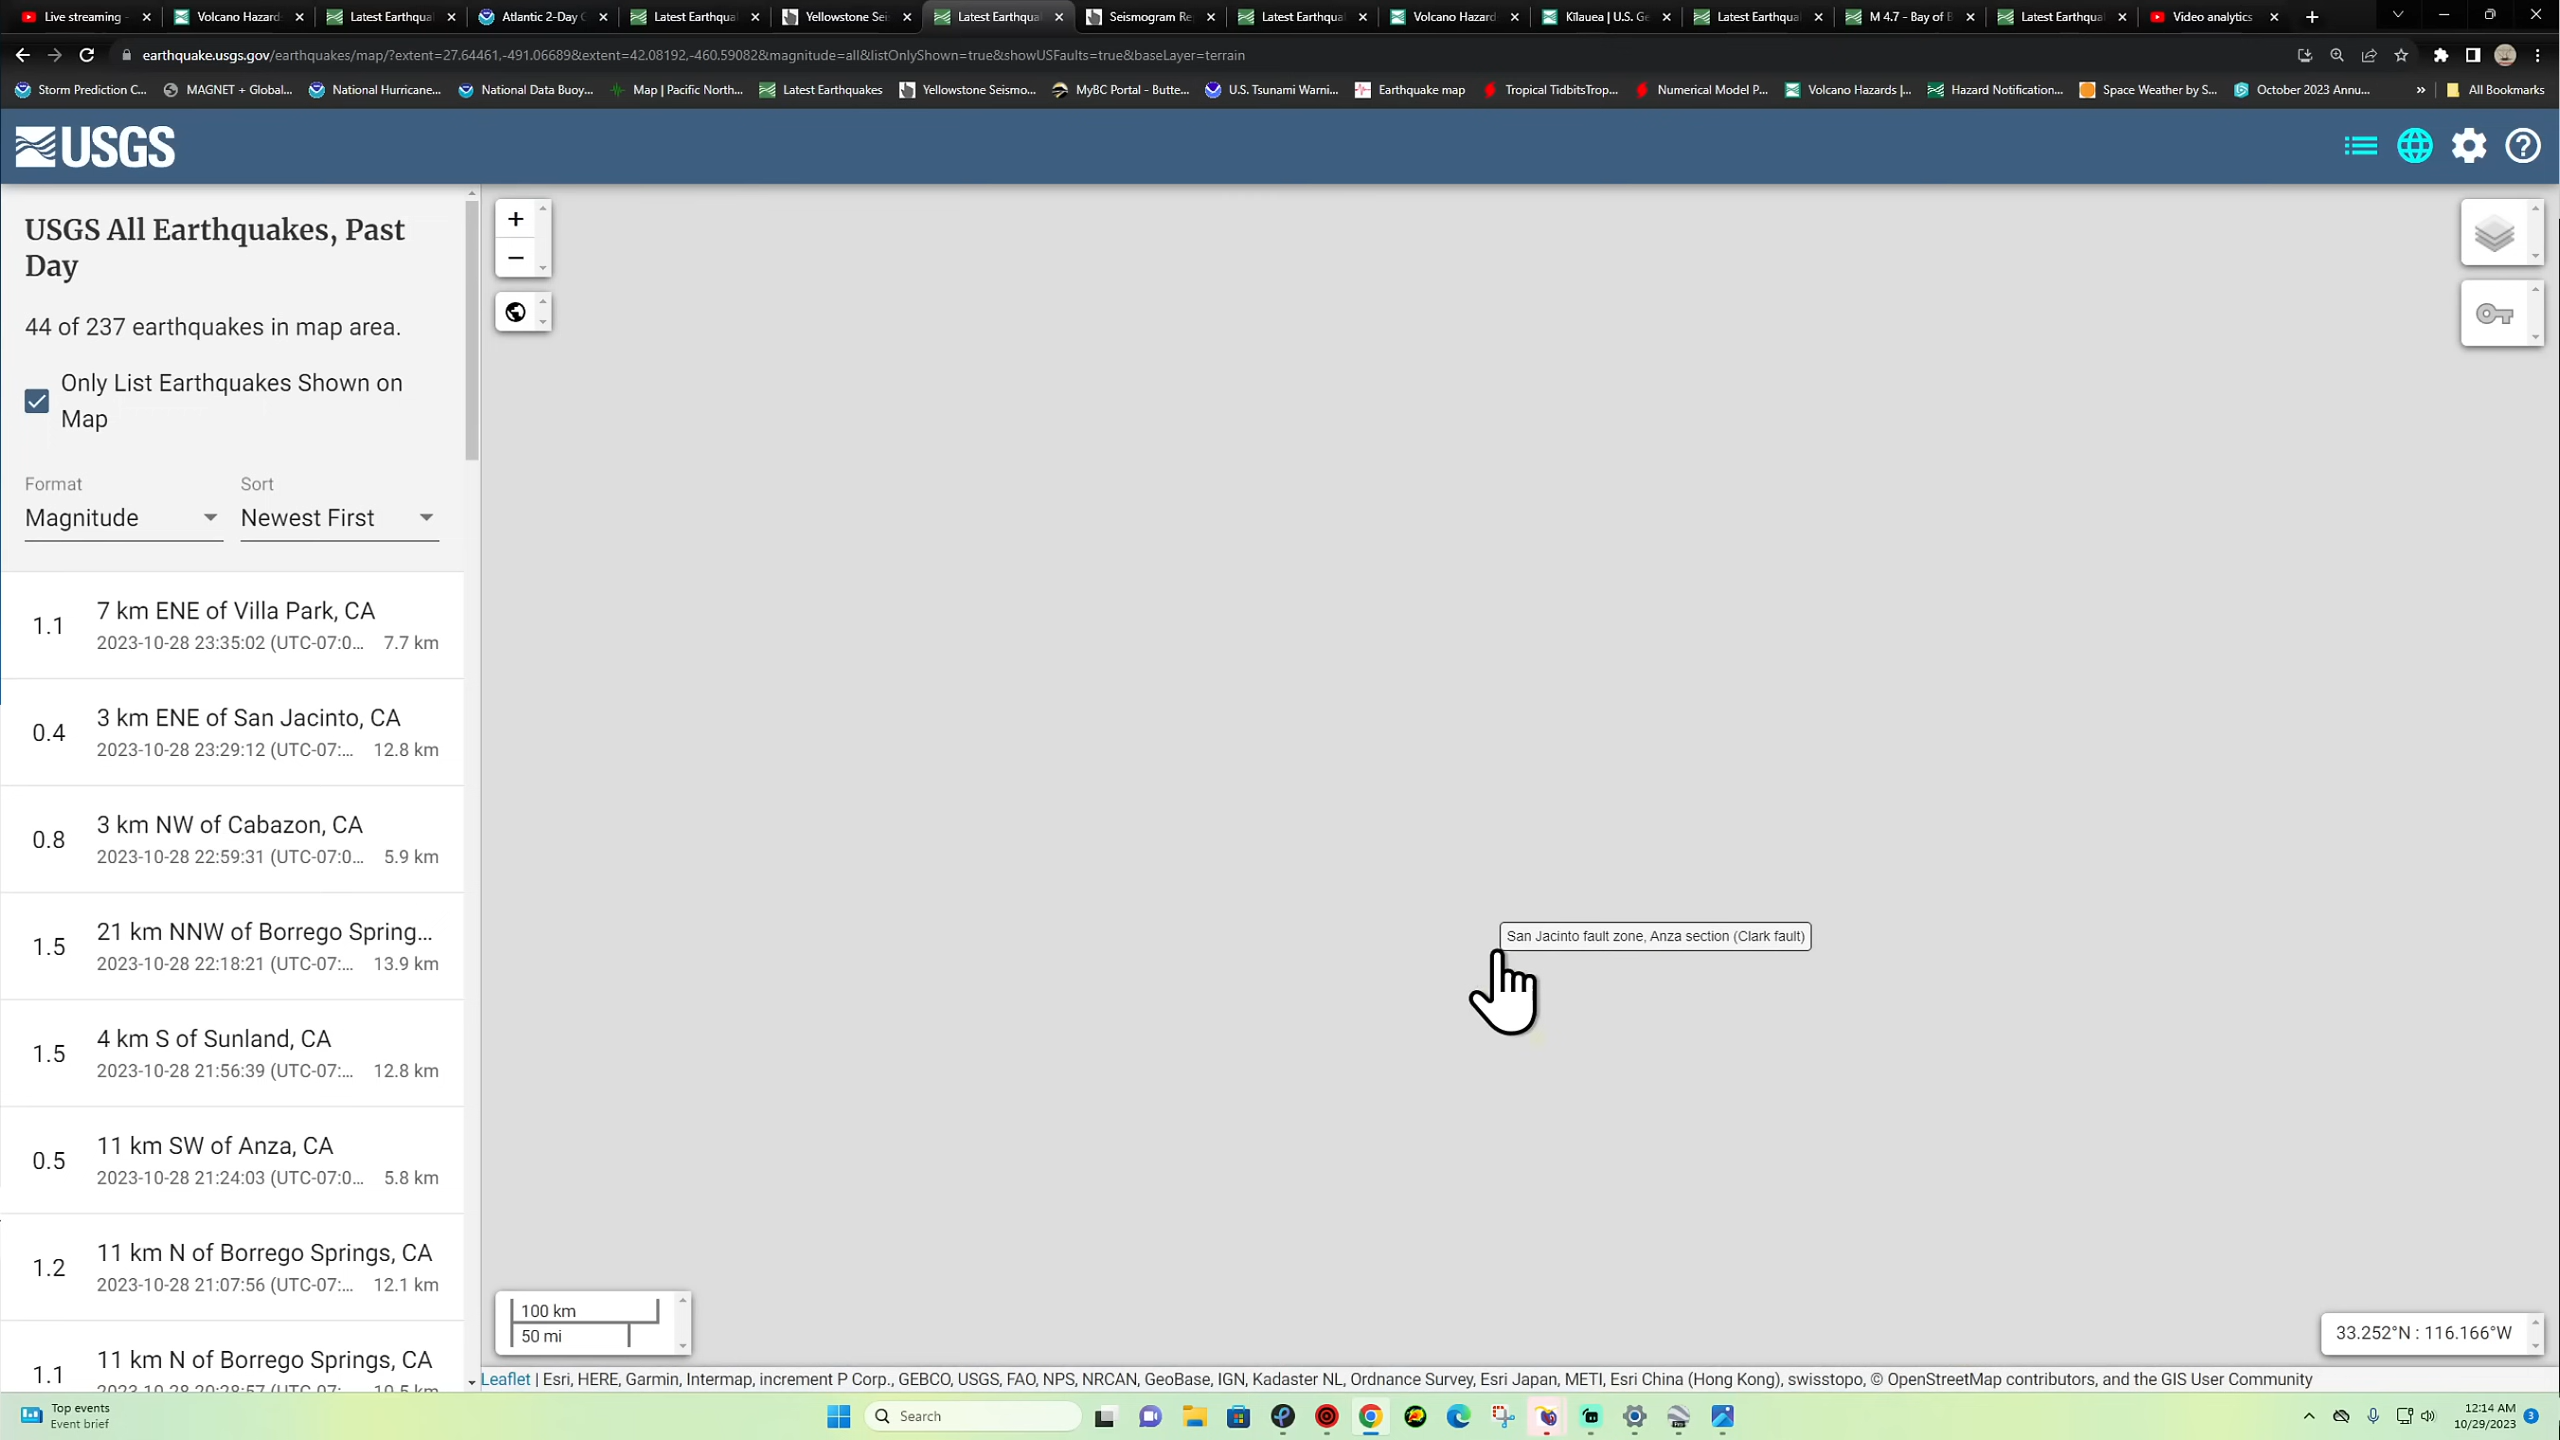 Live streaming -
Volcano Hazard
Latest Earthqua
Atlantic 2-Day
Latest Earthqua
Yellowstone Sei
Latest Earthqua
Seismogram Re
Latest Earthqua
Volcano Hazard
Kīlauea | U.S. Ge
Latest Earthqua
M 4.7 - Bay of B
Latest Earthqua
Video analytics
earthquake.usgs.gov/earthquakes/map/?extent=27.64461,-491.06689&extent=42.08192,-460.59082&magnitude=all&listOnlyShown=true&showUSFaults=true&baseLayer=terrain
Storm Prediction C...
MAGNET + Global...
National Hurricane...
National Data Buoy...
Map | Pacific North...
Latest Earthquakes
Yellowstone Seismo...
MyBC Portal - Butte...
U.S. Tsunami Warni...
Earthquake map
Tropical TidbitsTrop...
Numerical Model P...
Volcano Hazards |...
Hazard Notification...
Space Weather by S...
October 2023 Annu...
»
All Bookmarks
USGS
USGS All Earthquakes, Past
Day
44 of 237 earthquakes in map area.
Only List Earthquakes Shown on
Map
Format
Sort
Magnitude
Newest First
1.1
7 km ENE of Villa Park, CA
2023-10-28 23:35:02 (UTC-07:0... 7.7 km
0.4
3 km ENE of San Jacinto, CA
2023-10-28 23:29:12 (UTC-07:... 12.8 km
0.8
3 km NW of Cabazon, CA
2023-10-28 22:59:31 (UTC-07:0... 5.9 km
1.5
21 km NNW of Borrego Spring...
2023-10-28 22:18:21 (UTC-07:... 13.9 km
1.5
4 km S of Sunland, CA
2023-10-28 21:56:39 (UTC-07:... 12.8 km
0.5
11 km SW of Anza, CA
2023-10-28 21:24:03 (UTC-07:0... 5.8 km
1.2
11 km N of Borrego Springs, CA
2023-10-28 21:07:56 (UTC-07:... 12.1 km
1.1
11 km N of Borrego Springs, CA
2023-10-28 20:28:57 (UTC-07:... 10.5 km
San Jacinto fault zone, Anza section (Clark fault)
100 km
50 mi
33.252°N : 116.166°W
Leaflet | Esri, HERE, Garmin, Intermap, increment P Corp., GEBCO, USGS, FAO, NPS, NRCAN, GeoBase, IGN, Kadaster NL, Ordnance Survey, Esri Japan, METI, Esri China (Hong Kong), swisstopo, © OpenStreetMap contributors, and the GIS User Community
Top events
Event brief
Search
12:14 AM
10/29/2023
3